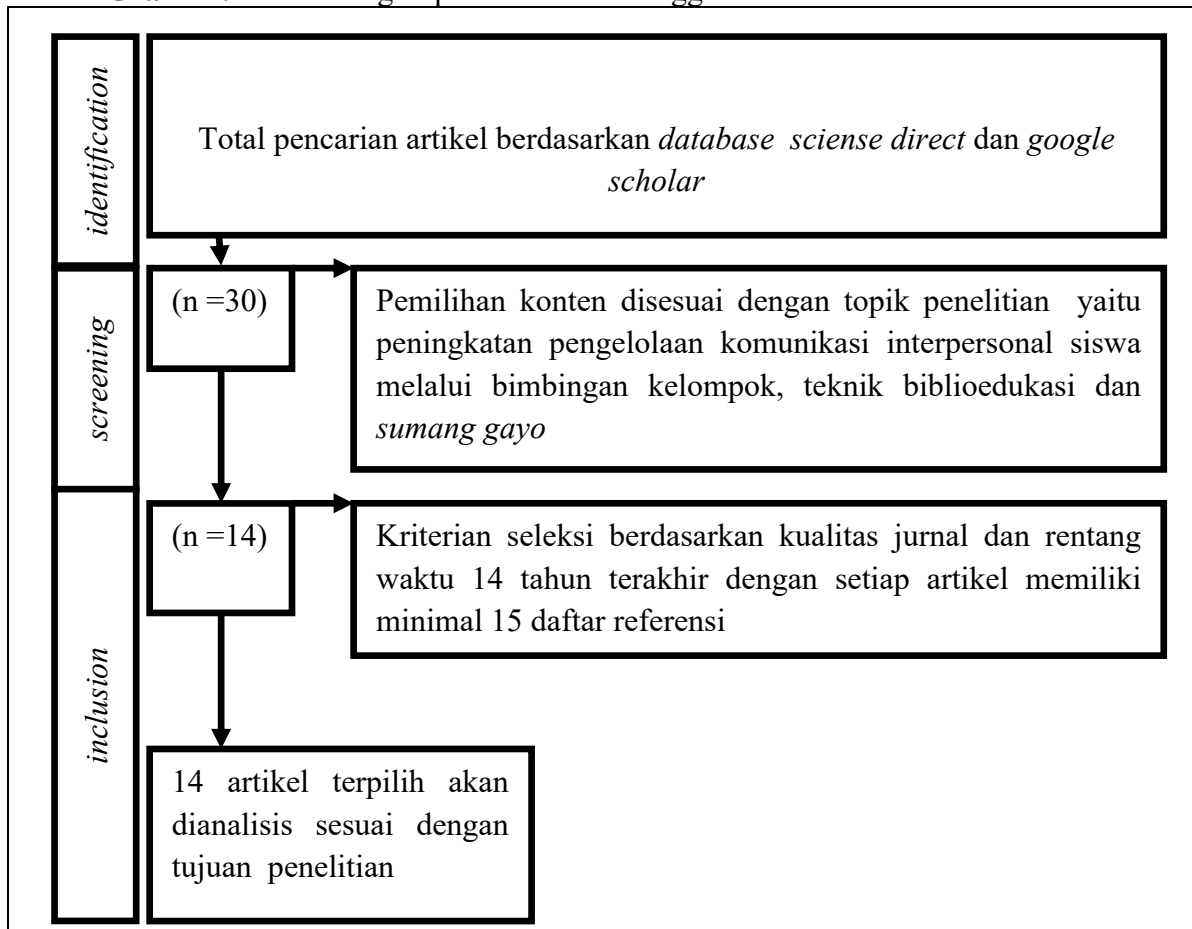 identification
Total pencarian artikel berdasarkan database sciense direct dan google
scholar
screening
(n =30)
Pemilihan konten disesuai dengan topik penelitian yaitu
peningkatan pengelolaan komunikasi interpersonal siswa
melalui bimbingan kelompok, teknik biblioedukasi dan
sumang gayo
inclusion
(n =14)
Kriterian seleksi berdasarkan kualitas jurnal dan rentang
waktu 14 tahun terakhir dengan setiap artikel memiliki
minimal 15 daftar referensi
14 artikel terpilih akan
dianalisis sesuai dengan
tujuan penelitian